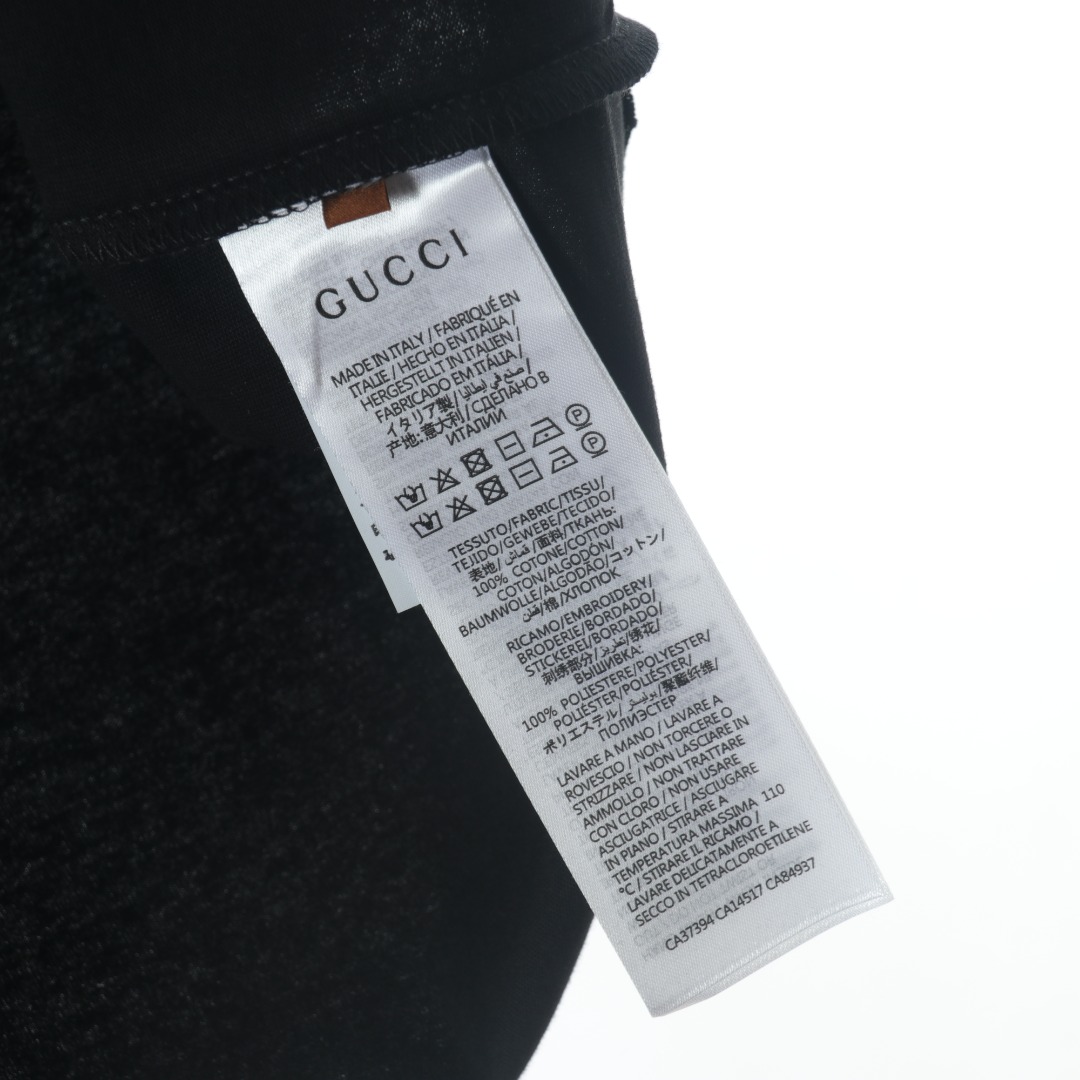 GUCCI
MADE IN ITALY / FABRIQUÉ EN
ITALIE / HECHO EN ITALIA /
HERGESTELLT IN ITALIEN /
FABRICADO EM ITÁLIA /
イタリア製 / صنع في إيطاليا /
产地: 意大利 / СДЕЛАНО В
ИТАЛИИ
P
P
TESSUTO/FABRIC/TISSU/
TEJIDO/GEWEBE/TECIDO/
表地/قماش/面料/ТКАНЬ:
100% COTONE/COTTON/
COTON/ALGODÓN/
BAUMWOLLE/ALGODÃO/コットン/
قطن/棉/ХЛОПОК
RICAMO/EMBROIDERY/
BRODERIE/BORDADO/
STICKEREI/BORDADO/
刺繍部分/تطريز/绣花/
ВЫШИВКА:
100% POLIESTERE/POLYESTER/
POLYESTER/POLIÉSTER/
ポリエステル/بوليستر/聚酯纤维/
ПОЛИЭСТЕР
LAVARE A MANO / LAVARE A
ROVESCIO / NON TORCERE O
STRIZZARE / NON LASCIARE IN
AMMOLLO / NON TRATTARE
CON CLORO / NON USARE
ASCIUGATRICE / ASCIUGARE
IN PIANO / STIRARE A
TEMPERATURA MASSIMA 110
°C / STIRARE IL RICAMO /
LAVARE DELICATAMENTE A
SECCO IN TETRACLOROETILENE
CA37394 CA14517 CA84937